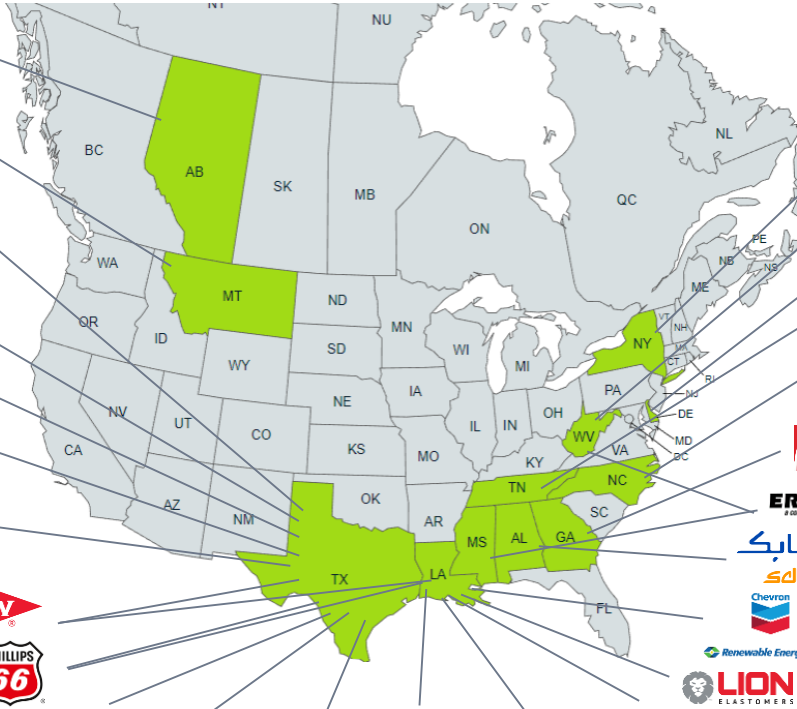 NT
NU
BC
AB
SK
MB
ON
QC
NL
PE
NB
NS
WA
MT
ND
MN
ME
VT
NH
OR
ID
SD
WI
MI
NY
MA
CT
RI
WY
NE
IA
PA
NJ
NV
UT
CO
IL
IN
OH
DE
CA
KS
MO
WV
VA
MD
DC
KY
AZ
NM
OK
AR
TN
NC
SC
MS
AL
GA
TX
LA
FL
W
®
HILLIPS
66
®
ER
سابك
Chevron
Renewable Energ
LION
ELASTOMERS